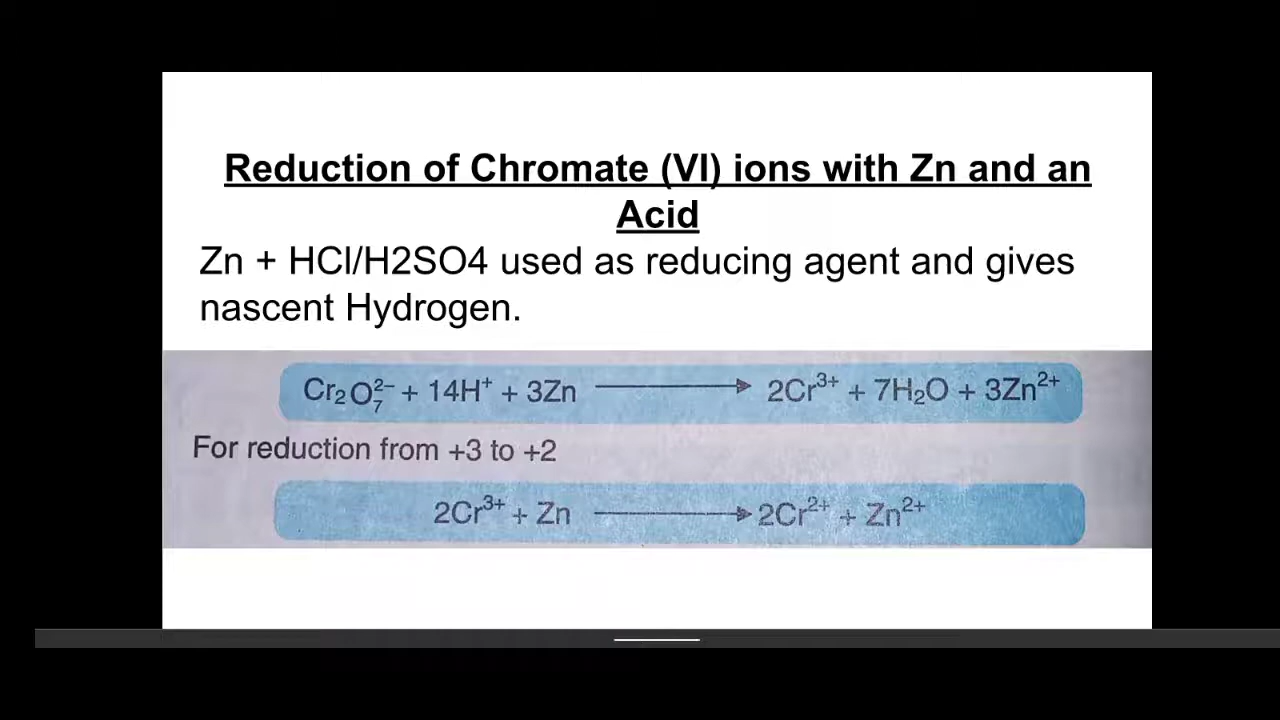 Reduction of Chromate (VI) ions with Zn and an
Acid
Zn + HCl/H2SO4 used as reducing agent and gives
nascent Hydrogen.
Cr₂O₇²⁻ + 14H⁺ + 3Zn ⟶ 2Cr³⁺ + 7H₂O + 3Zn²⁺
For reduction from +3 to +2
2Cr³⁺ + Zn ⟶ 2Cr²⁺ + Zn²⁺